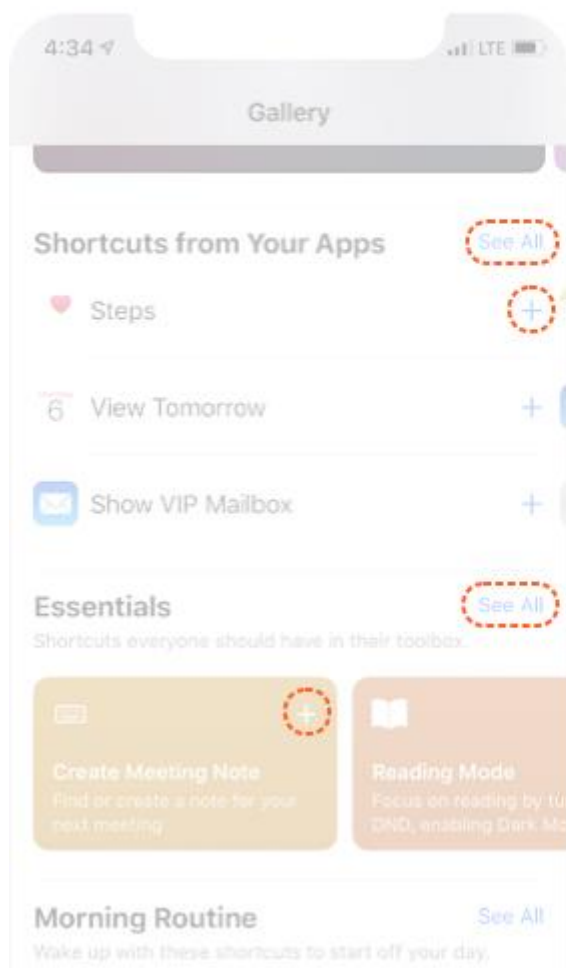 4:34 LTE
Gallery
Shortcuts from Your Apps See All
Steps
6 View Tomorrow
Show VIP Mailbox
Essentials See All
Shortcuts everyone should have in their toolbox.
Create Meeting Note
Find or create a note for your
next meeting
Reading Mode
Focus on reading by tu
DND, enabling Dark Mo
Morning Routine See All
Wake up with these shortcuts to start off your day.